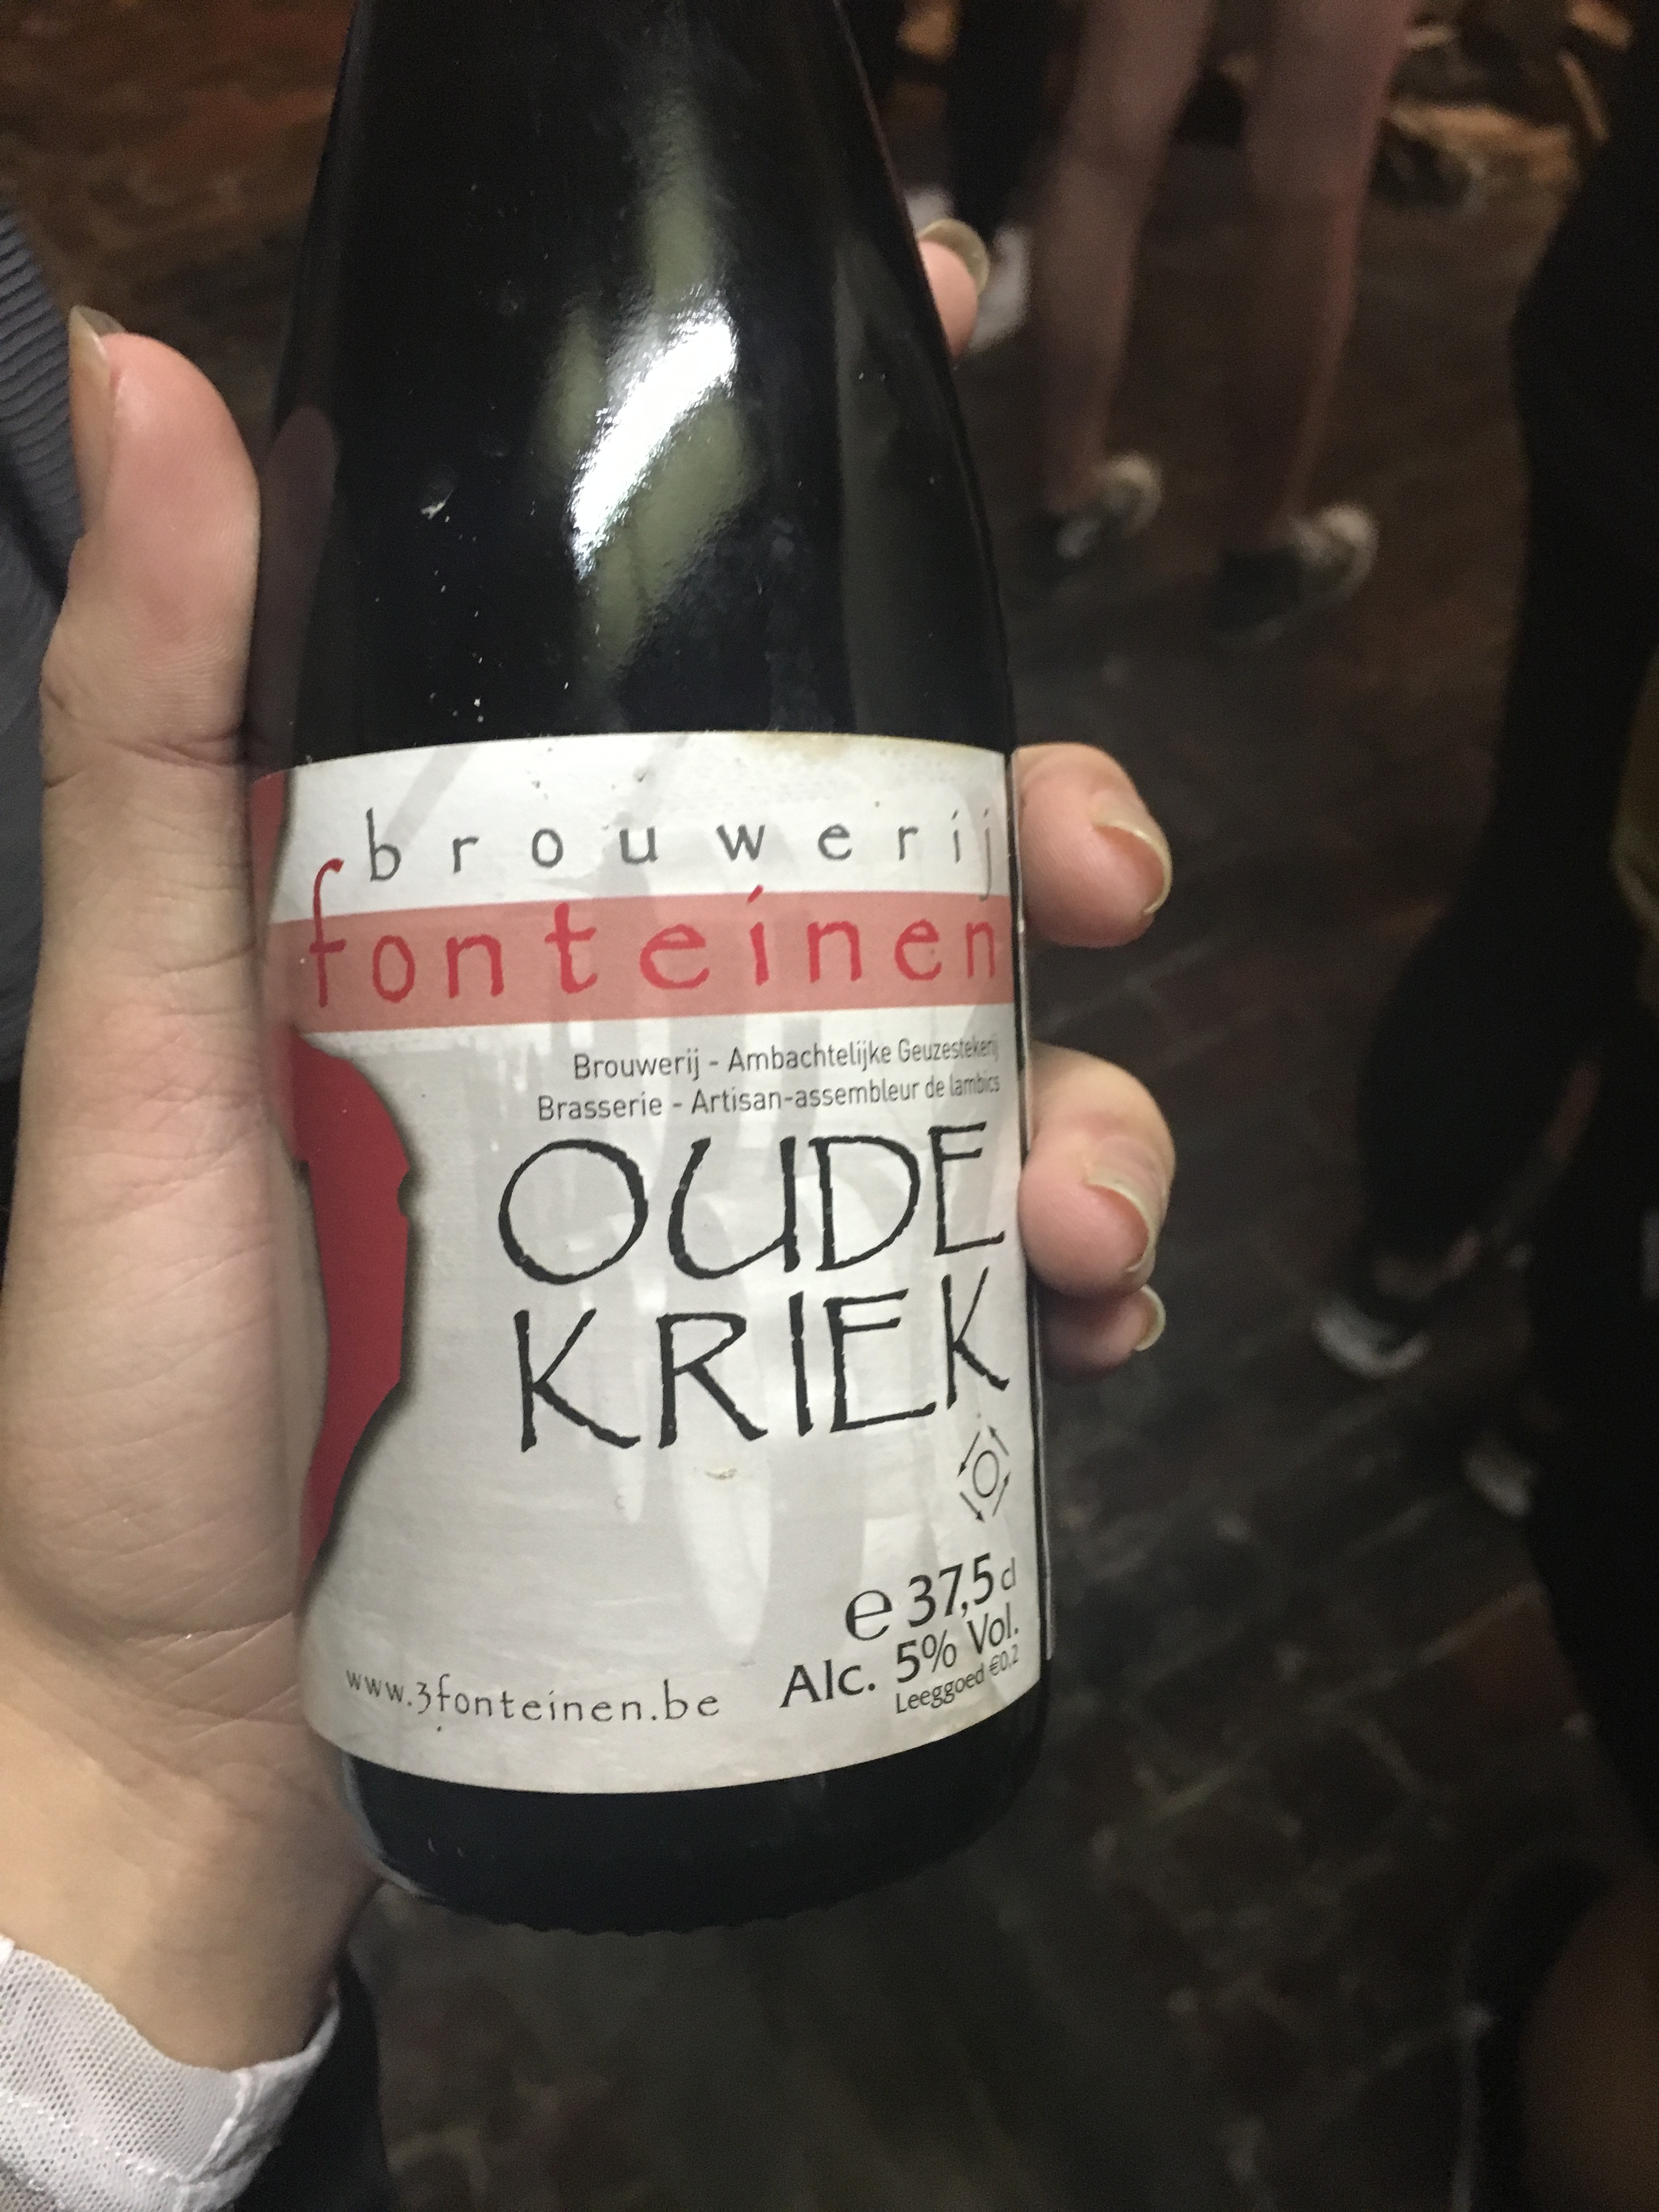 brouwerij
fonteinen
Brouwerij - Ambachtelijke Geuzestekerij
Brasserie - Artisan-assembleur de lambics
OUDE
KRIEK
e 37,5 cl
Alc. 5% Vol.
Leeggoed €0,2
www.3fonteinen.be